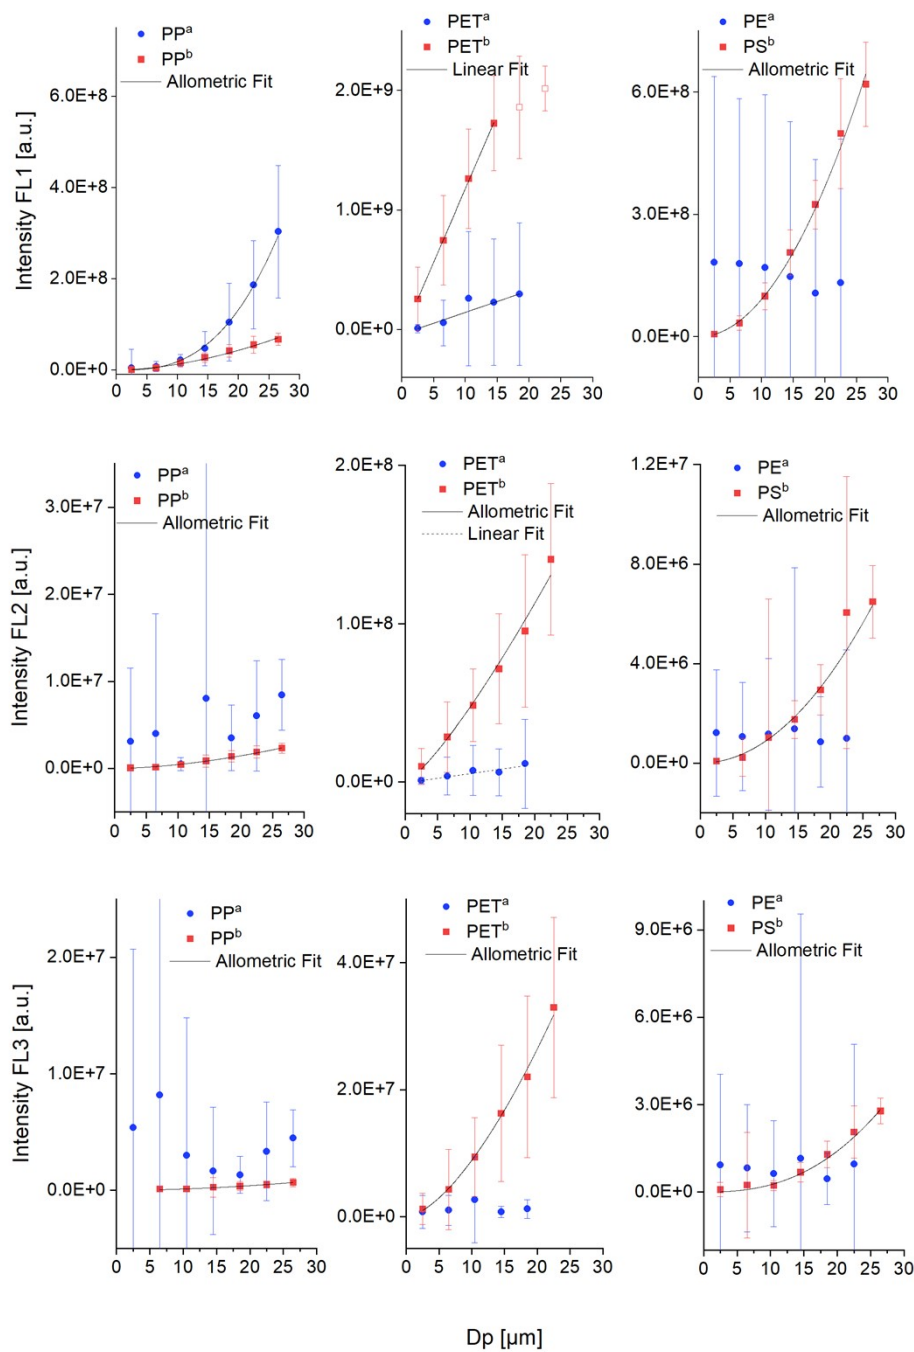 PPᵃ
PPᵇ
Allometric Fit
Intensity FL1 [a.u.]
6.0E+8
4.0E+8
2.0E+8
0.0E+0
0 5 10 15 20 25 30
PETᵃ
PETᵇ
Linear Fit
2.0E+9
1.0E+9
0.0E+0
0 5 10 15 20 25 30
PEᵃ
PSᵇ
Allometric Fit
6.0E+8
3.0E+8
0.0E+0
0 5 10 15 20 25 30
PPᵃ
PPᵇ
Allometric Fit
Intensity FL2 [a.u.]
3.0E+7
2.0E+7
1.0E+7
0.0E+0
0 5 10 15 20 25 30
PETᵃ
PETᵇ
Allometric Fit
Linear Fit
2.0E+8
1.0E+8
0.0E+0
0 5 10 15 20 25 30
PEᵃ
PSᵇ
Allometric Fit
1.2E+7
8.0E+6
4.0E+6
0.0E+0
0 5 10 15 20 25 30
PPᵃ
PPᵇ
Allometric Fit
Intensity FL3 [a.u.]
2.0E+7
1.0E+7
0.0E+0
0 5 10 15 20 25 30
PETᵃ
PETᵇ
Allometric Fit
4.0E+7
2.0E+7
0.0E+0
0 5 10 15 20 25 30
PEᵃ
PSᵇ
Allometric Fit
9.0E+6
6.0E+6
3.0E+6
0.0E+0
0 5 10 15 20 25 30
Dp [µm]